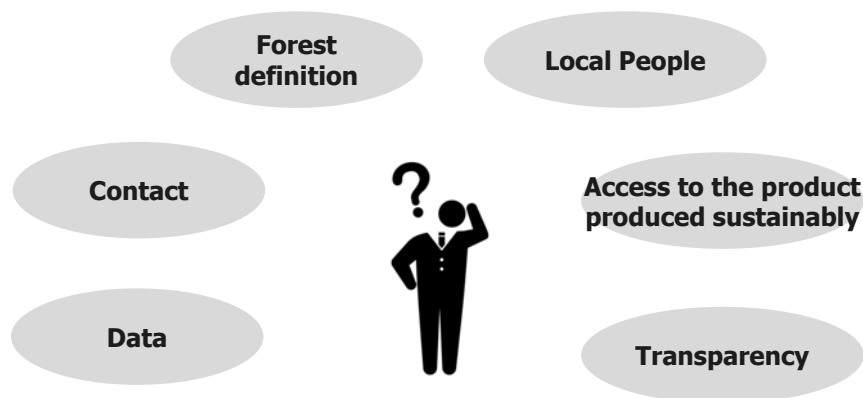 Forest
definition
Local People
Contact
Access to the product
produced sustainably
?
Data
Transparency